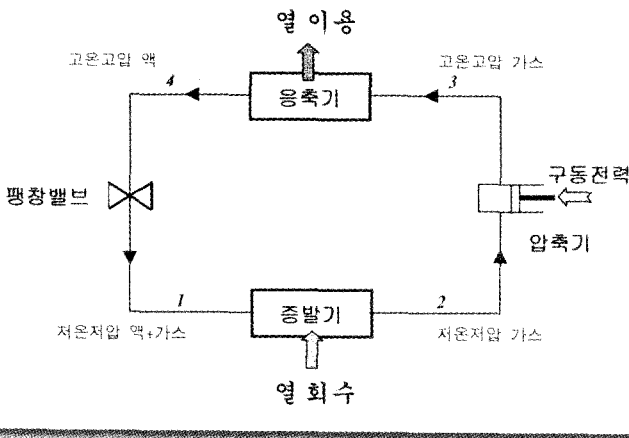 열 이용
고온고압 액
고온고압 가스
4
응축기
3
팽창밸브
구동전력
압축기
1
증발기
2
저온저압 액+가스
저온저압 가스
열 회수